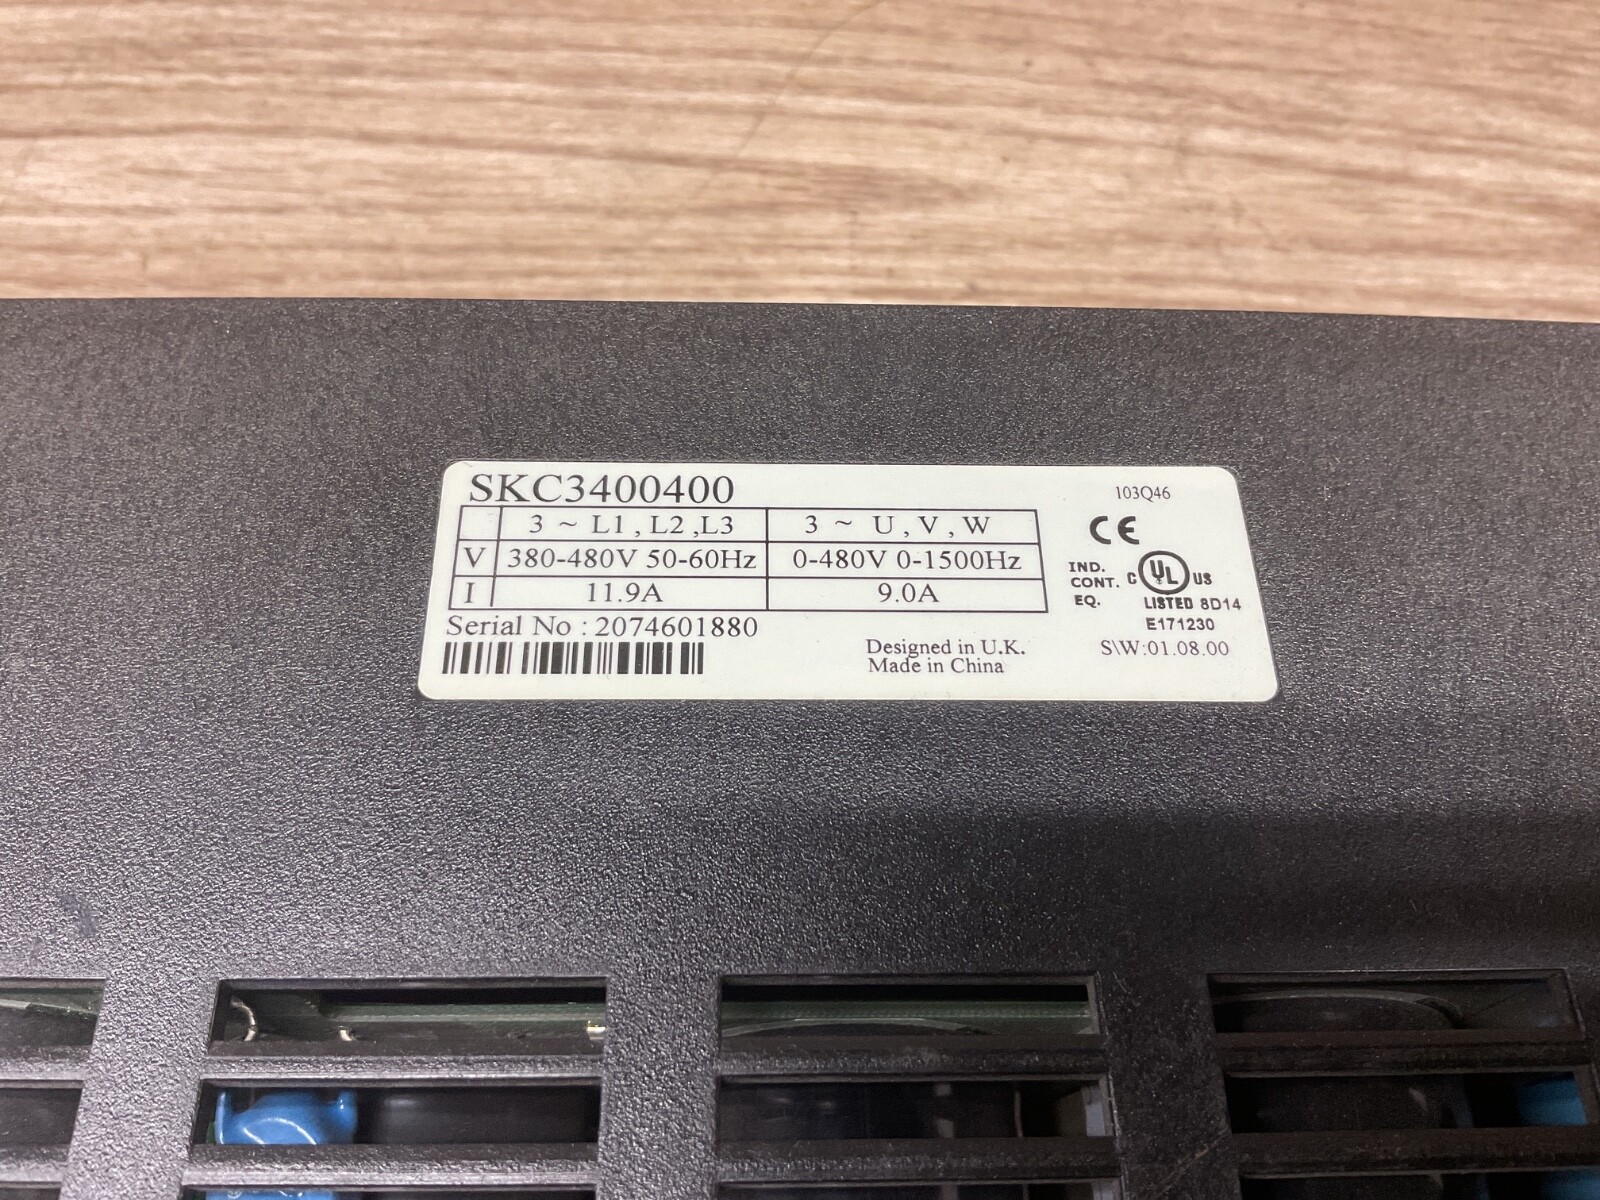 SKC3400400
103Q46
3 ~ L1 , L2 ,L3 3 ~ U , V , W
V 380-480V 50-60Hz 0-480V 0-1500Hz
I 11.9A 9.0A
CE
IND.
CONT.
EQ.
C UL US
LISTED 8D14
E171230
Serial No : 2074601880
Designed in U.K.
Made in China
S\W:01.08.00